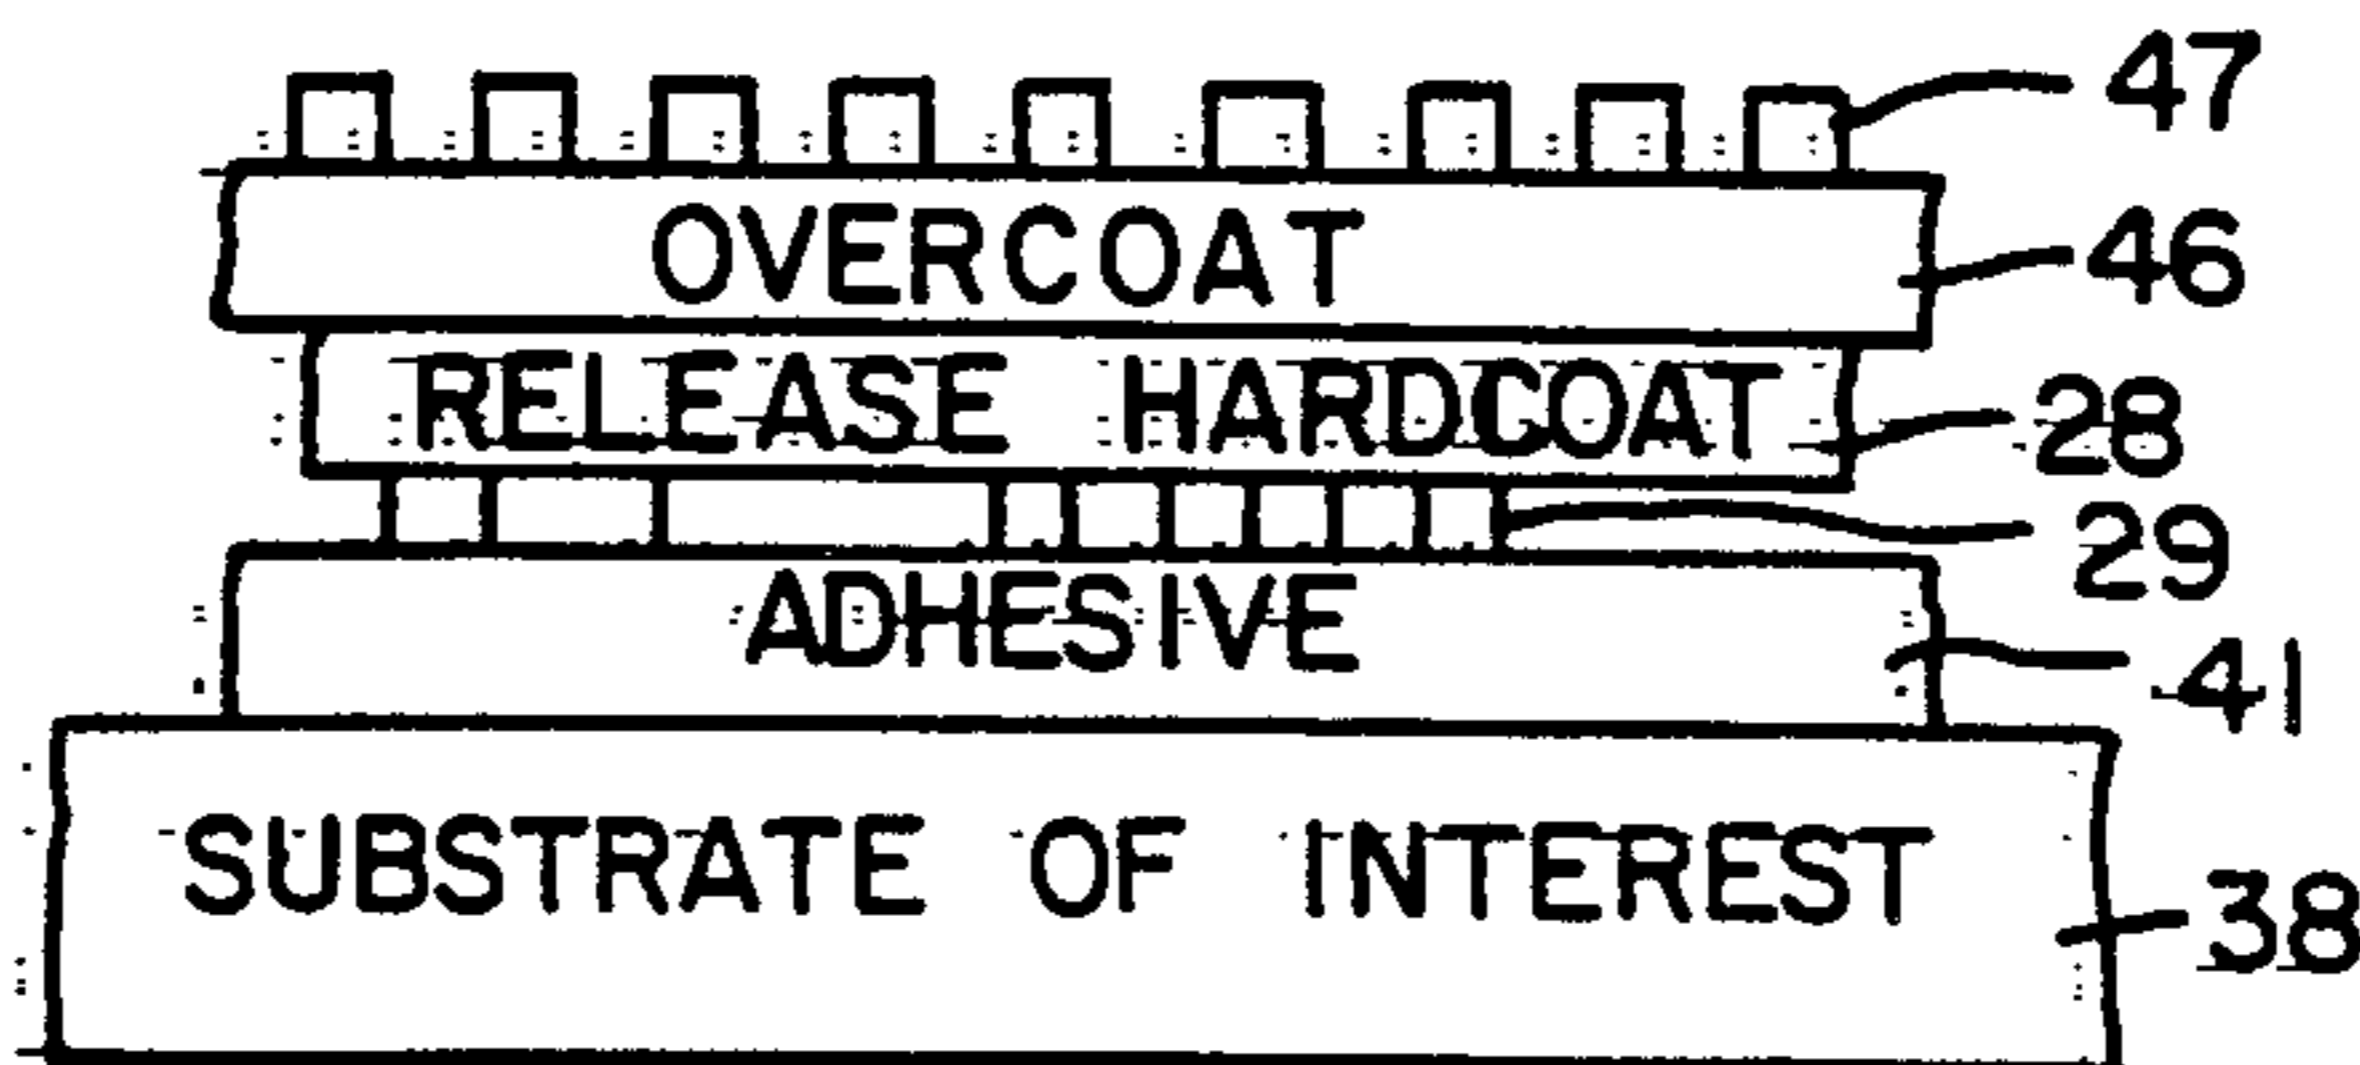 47
OVERCOAT 46
RELEASE HARDCOAT 28
29
ADHESIVE 41
SUBSTRATE OF INTEREST 38